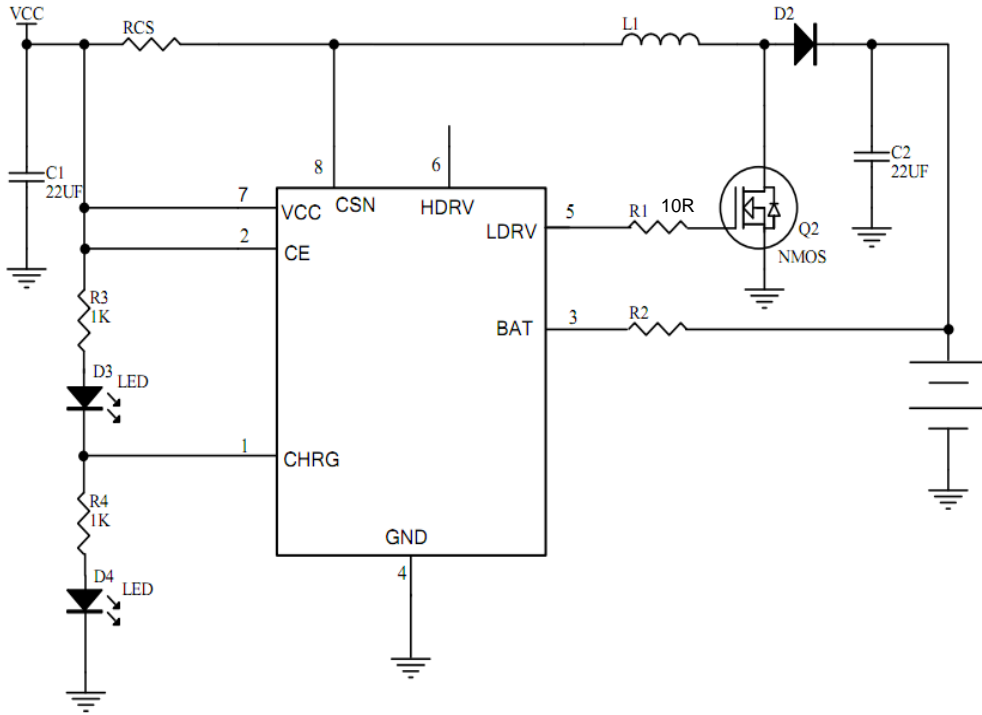 VCC
RCS
L1
D2
C1
22UF
8
6
C2
22UF
7
VCC
CSN
HDRV
5
R1
10R
LDRV
Q2
NMOS
2
CE
R3
1K
BAT
3
R2
D3
LED
1
CHRG
R4
1K
GND
4
D4
LED